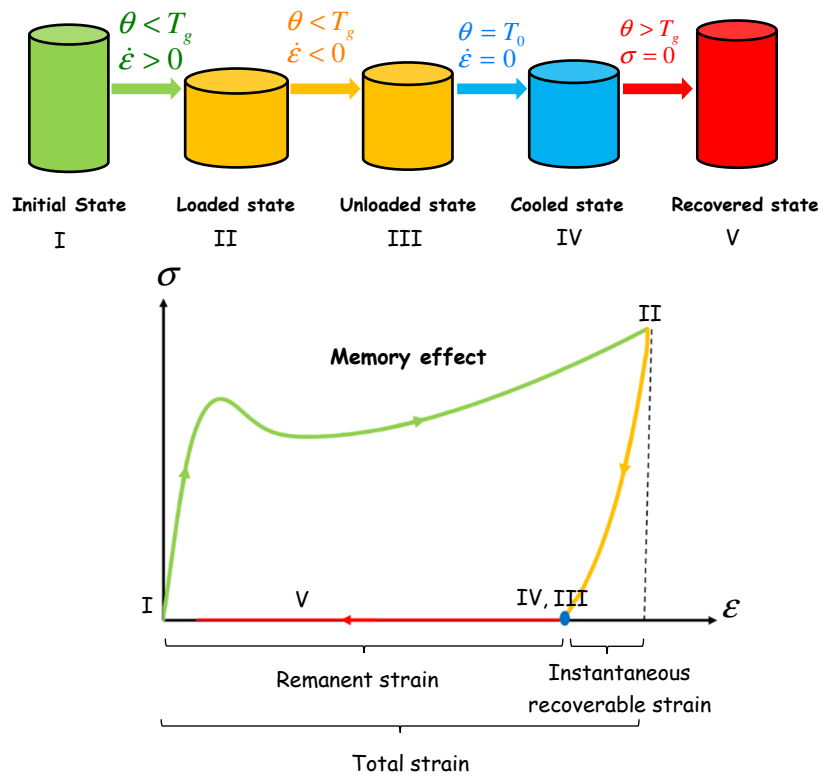 θ < T_g
ε̇ > 0
θ < T_g
ε̇ < 0
θ = T_0
ε̇ = 0
θ > T_g
σ = 0
Initial State
Loaded state
Unloaded state
Cooled state
Recovered state
I
II
III
IV
V
σ
II
Memory effect
I
V
IV, III
ε
Remanent strain
Instantaneous
recoverable strain
Total strain